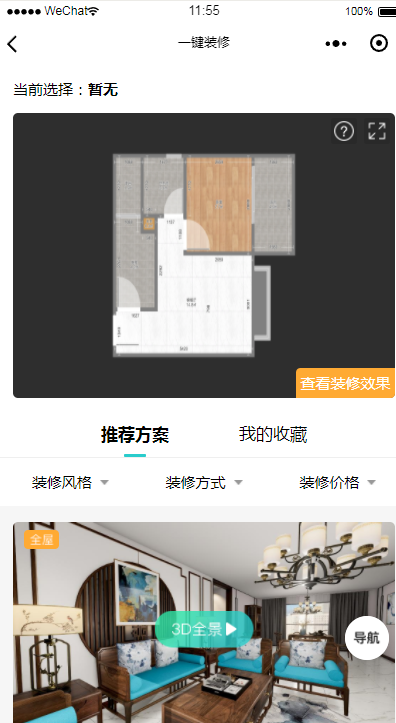 ●●●●● WeChat 11:55 100%
一键装修
当前选择：暂无
查看装修效果
推荐方案 我的收藏
装修风格 装修方式 装修价格
全屋
3D全景
导航